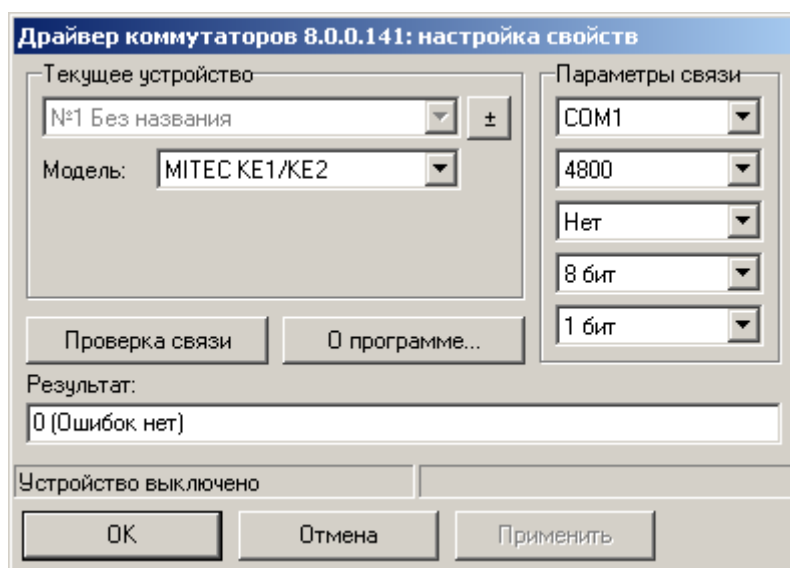 Драйвер коммутаторов 8.0.0.141: настройка свойств
Текущее устройство
№1 Без названия
±
Модель:
MITEC KE1/KE2
Параметры связи
COM1
4800
Нет
8 бит
1 бит
Проверка связи
О программе...
Результат:
0 (Ошибок нет)
Устройство выключено
OK
Отмена
Применить